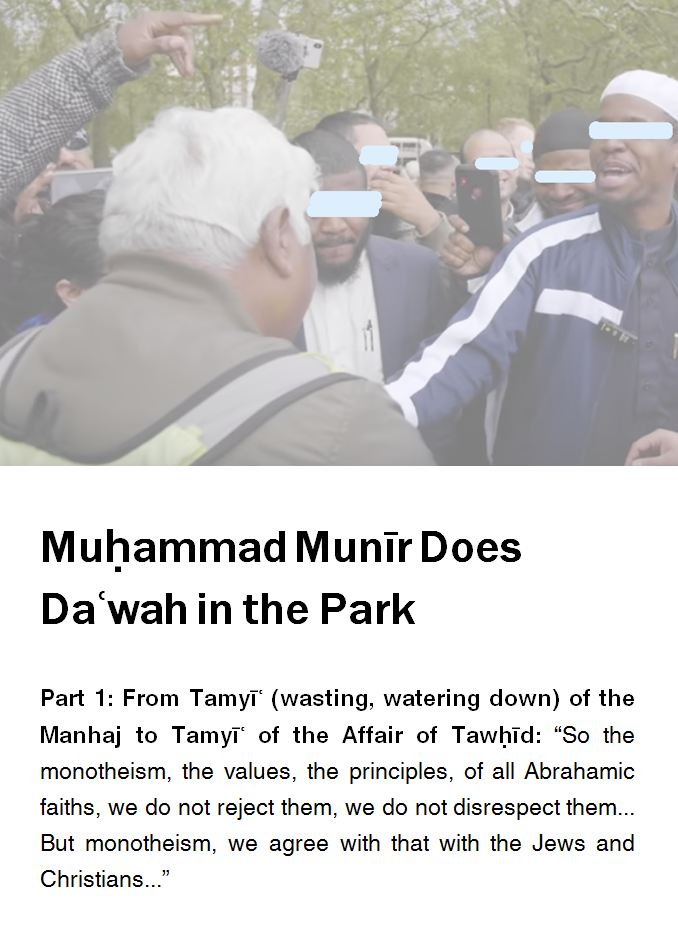 Muḥammad Munīr Does
Daʿwah in the Park
Part 1: From Tamyīʿ (wasting, watering down) of the
Manhaj to Tamyīʿ of the Affair of Tawḥīd: “So the
monotheism, the values, the principles, of all Abrahamic
faiths, we do not reject them, we do not disrespect them...
But monotheism, we agree with that with the Jews and
Christians...”